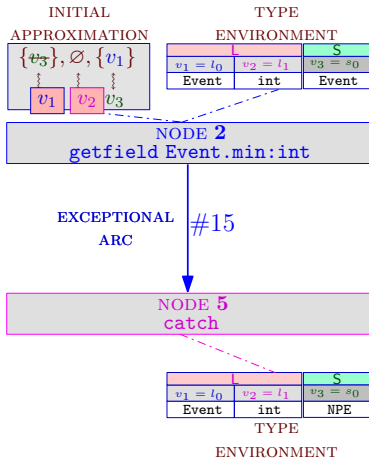 INITIAL APPROXIMATION
{v₃}, ∅, {v₁}
v₁ v₂ v₃
TYPE ENVIRONMENT
L S
v₁ = l₀ v₂ = l₁ v₃ = s₀
Event int Event
NODE 2
getfield Event.min:int
EXCEPTIONAL ARC
#15
NODE 5
catch
L S
v₁ = l₀ v₂ = l₁ v₃ = s₀
Event int NPE
TYPE
ENVIRONMENT